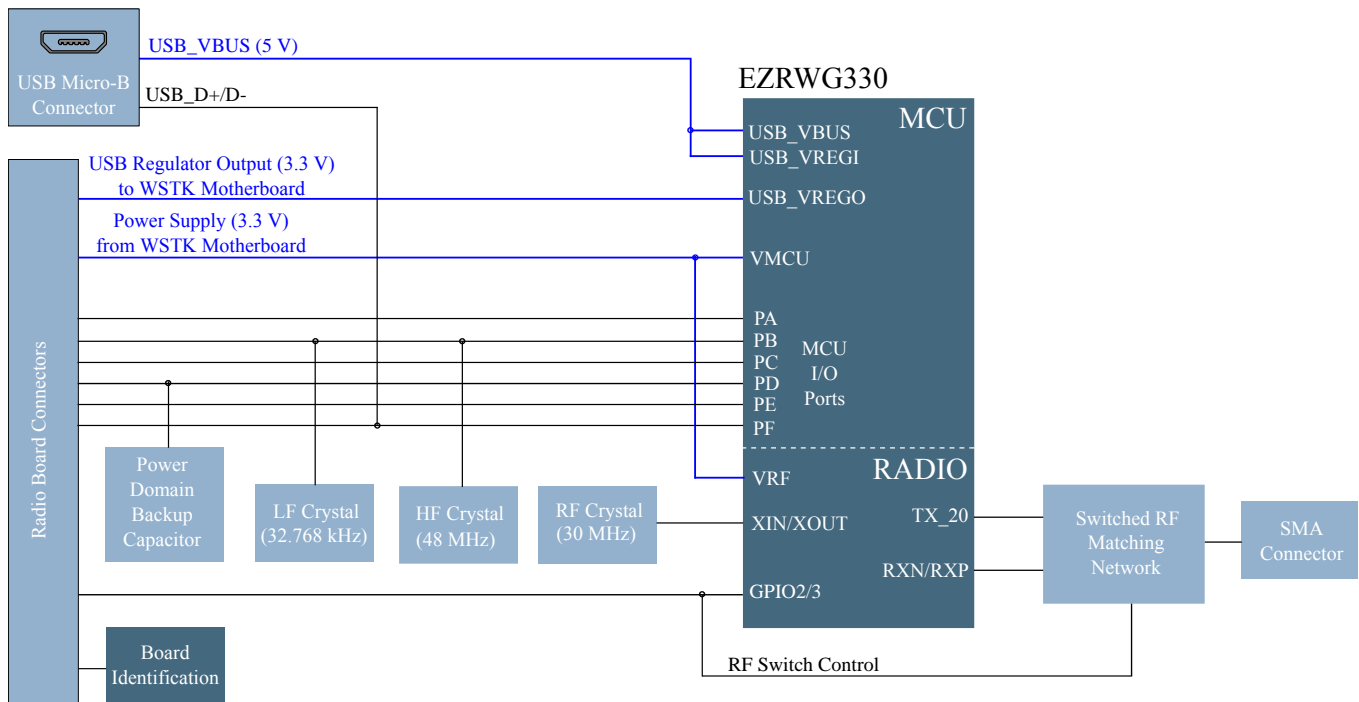 USB Micro-B
Connector
USB_VBUS (5 V)
USB_D+/D-
USB Regulator Output (3.3 V)
to WSTK Motherboard
Power Supply (3.3 V)
from WSTK Motherboard
Radio Board Connectors
EZRWG330
MCU
USB_VBUS
USB_VREGI
USB_VREGO
VMCU
PA
PB
PC
PD
PE
PF
MCU
I/O
Ports
RADIO
VRF
XIN/XOUT
GPIO2/3
TX_20
RXN/RXP
Power
Domain
Backup
Capacitor
LF Crystal
(32.768 kHz)
HF Crystal
(48 MHz)
RF Crystal
(30 MHz)
Switched RF
Matching
Network
SMA
Connector
Board
Identification
RF Switch Control